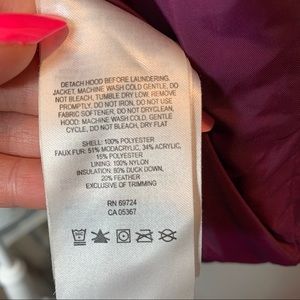 DETACH HOOD BEFORE LAUNDERING.
JACKET, MACHINE WASH COLD GENTLE, DO
NOT BLEACH, TUMBLE DRY LOW, REMOVE
PROMPTLY, DO NOT IRON, DO NOT USE
FABRIC SOFTENER, DO NOT DRYCLEAN,
HOOD: MACHINE WASH COLD, GENTLE
CYCLE, DO NOT BLEACH, DRY FLAT
SHELL: 100% POLYESTER
FAUX FUR: 51% MODACRYLIC, 34% ACRYLIC,
15% POLYESTER
LINING: 100% NYLON
INSULATION: 80% DUCK DOWN,
20% FEATHER
EXCLUSIVE OF TRIMMING
RN 69724
CA 05367